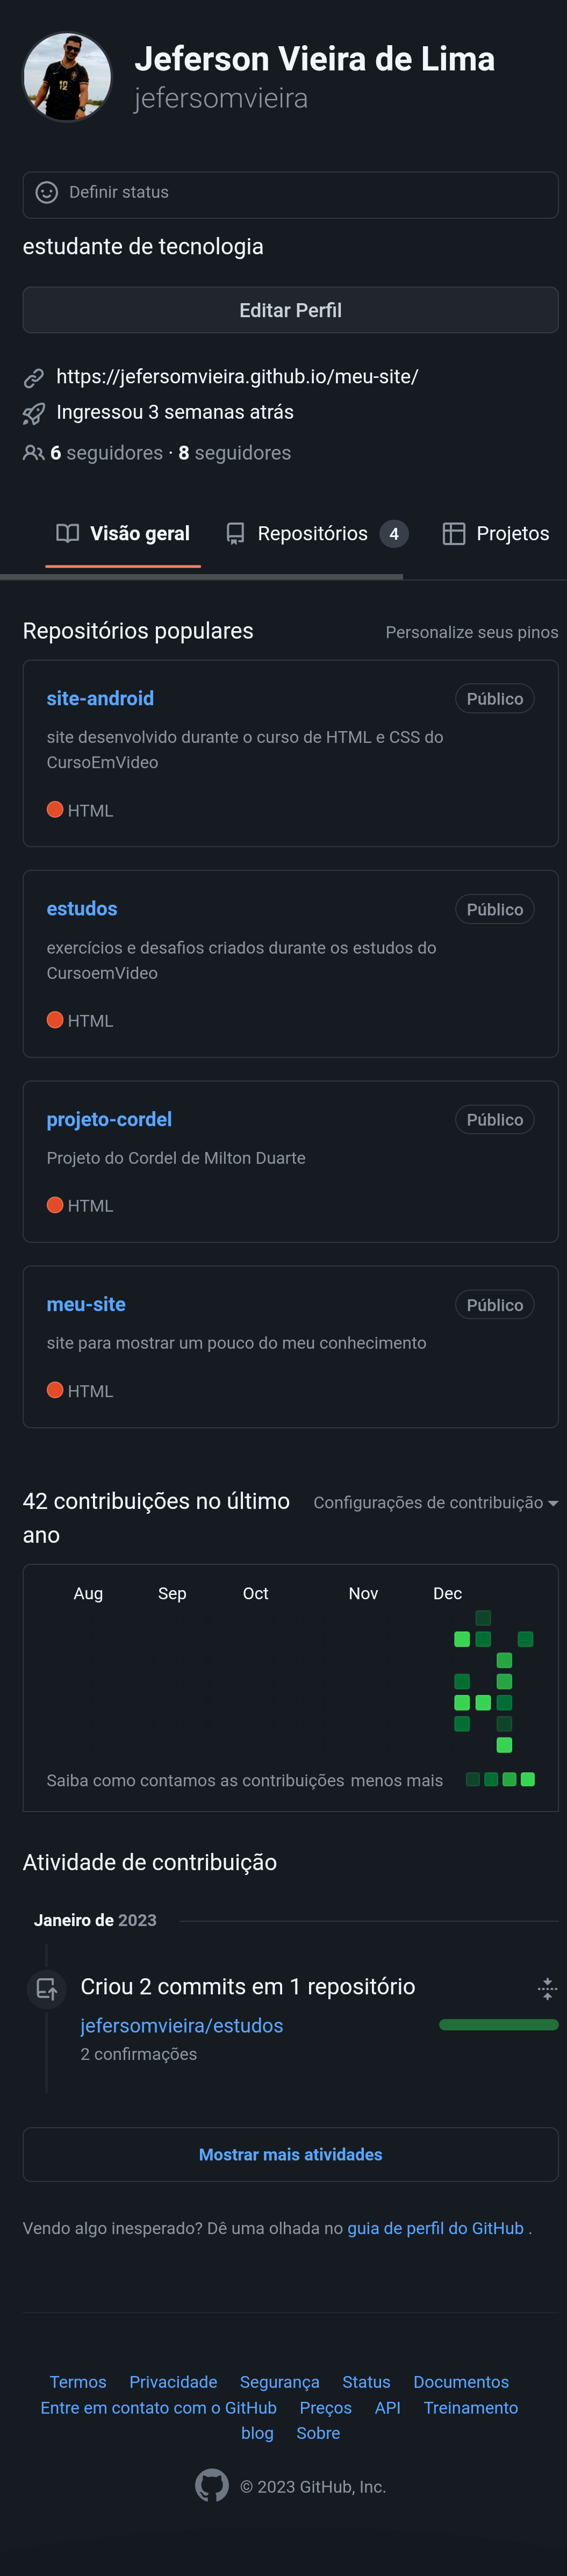 Jeferson Vieira de Lima
jefersomvieira
12
Definir status
estudante de tecnologia
Editar Perfil
https://jefersomvieira.github.io/meu-site/
Ingressou 3 semanas atrás
6 seguidores · 8 seguidores
Visão geral Repositórios 4 Projetos
Repositórios populares Personalize seus pinos
site-android Público
site desenvolvido durante o curso de HTML e CSS do
CursoEmVideo
HTML
estudos Público
exercícios e desafios criados durante os estudos do
CursoemVideo
HTML
projeto-cordel Público
Projeto do Cordel de Milton Duarte
HTML
meu-site Público
site para mostrar um pouco do meu conhecimento
HTML
42 contribuições no último Configurações de contribuição
ano
Aug Sep Oct Nov Dec
Saiba como contamos as contribuições menos mais
Atividade de contribuição
Janeiro de 2023
Criou 2 commits em 1 repositório
jefersomvieira/estudos
2 confirmações
Mostrar mais atividades
Vendo algo inesperado? Dê uma olhada no guia de perfil do GitHub .
Termos Privacidade Segurança Status Documentos
Entre em contato com o GitHub Preços API Treinamento
blog Sobre
© 2023 GitHub, Inc.